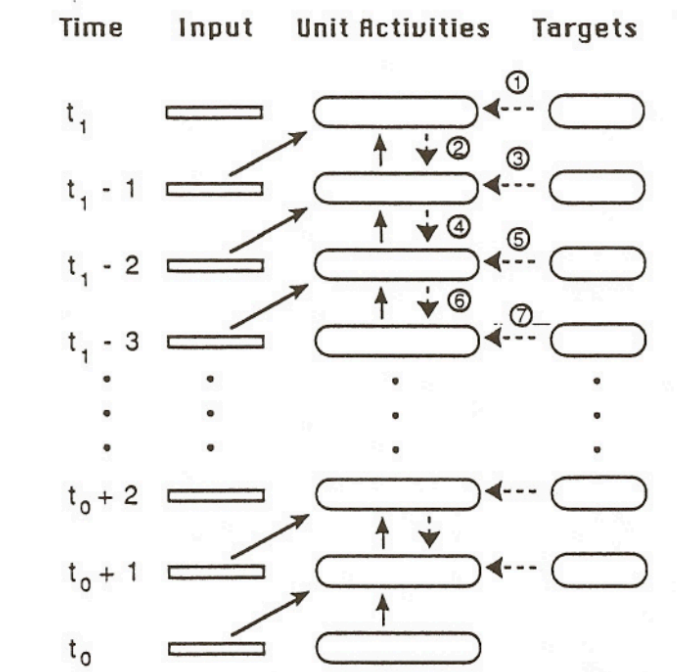 Time Input Unit Activities Targets
①
t₁
②
③
t₁ - 1
④
⑤
t₁ - 2
⑥
⑦
t₁ - 3
t₀ + 2
t₀ + 1
t₀